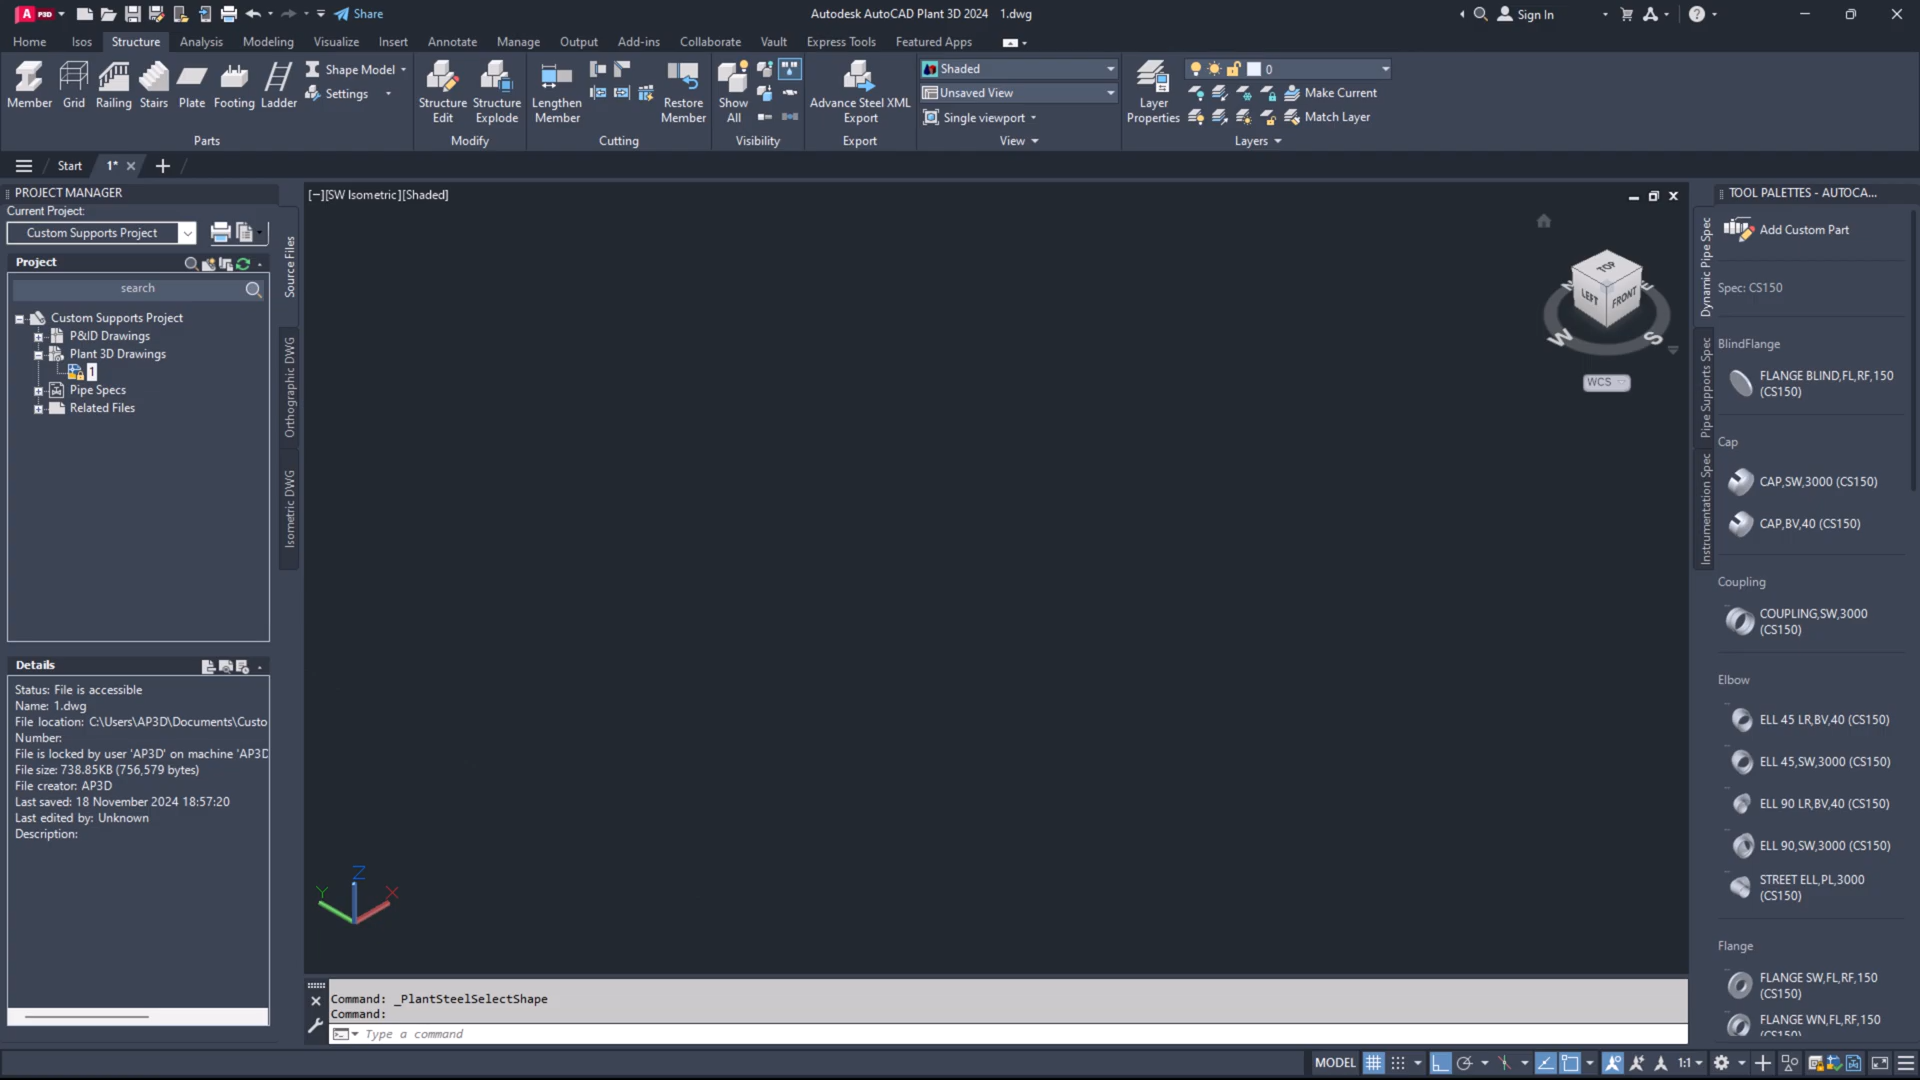 A P3D
Share
Autodesk AutoCAD Plant 3D 2024 1.dwg
Sign In
Home Isos Structure Analysis Modeling Visualize Insert Annotate Manage Output Add-ins Collaborate Vault Express Tools Featured Apps
Member Grid Railing Stairs Plate Footing Ladder
Shape Model
Settings
Parts
Structure Edit
Structure Explode
Modify
Lengthen Member
Restore Member
Cutting
Show All
Visibility
Advance Steel XML Export
Export
Shaded
Unsaved View
Single viewport
View
Layer Properties
0
Make Current
Match Layer
Layers
Start 1*
PROJECT MANAGER
Current Project:
Custom Supports Project
Project
search
Custom Supports Project
P&ID Drawings
Plant 3D Drawings
1
Pipe Specs
Related Files
Source Files
Orthographic DWG
Isometric DWG
Details
Status: File is accessible
Name: 1.dwg
File location: C:\Users\AP3D\Documents\Custo
Number:
File is locked by user 'AP3D' on machine 'AP3D
File size: 738.85KB (756,579 bytes)
File creator: AP3D
Last saved: 18 November 2024 18:57:20
Last edited by: Unknown
Description:
[−][SW Isometric][Shaded]
TOP
LEFT
FRONT
N
E
W
S
WCS
Z
Y
X
Command: _PlantSteelSelectShape
Command:
Type a command
TOOL PALETTES - AUTOCA...
Dynamic Pipe Spec
Pipe Supports Spec
Instrumentation Spec
Add Custom Part
Spec: CS150
BlindFlange
FLANGE BLIND,FL,RF,150
(CS150)
Cap
CAP,SW,3000 (CS150)
CAP,BV,40 (CS150)
Coupling
COUPLING,SW,3000
(CS150)
Elbow
ELL 45 LR,BV,40 (CS150)
ELL 45,SW,3000 (CS150)
ELL 90 LR,BV,40 (CS150)
ELL 90,SW,3000 (CS150)
STREET ELL,PL,3000
(CS150)
Flange
FLANGE SW,FL,RF,150
(CS150)
FLANGE WN,FL,RF,150
(CS150)
MODEL
1:1